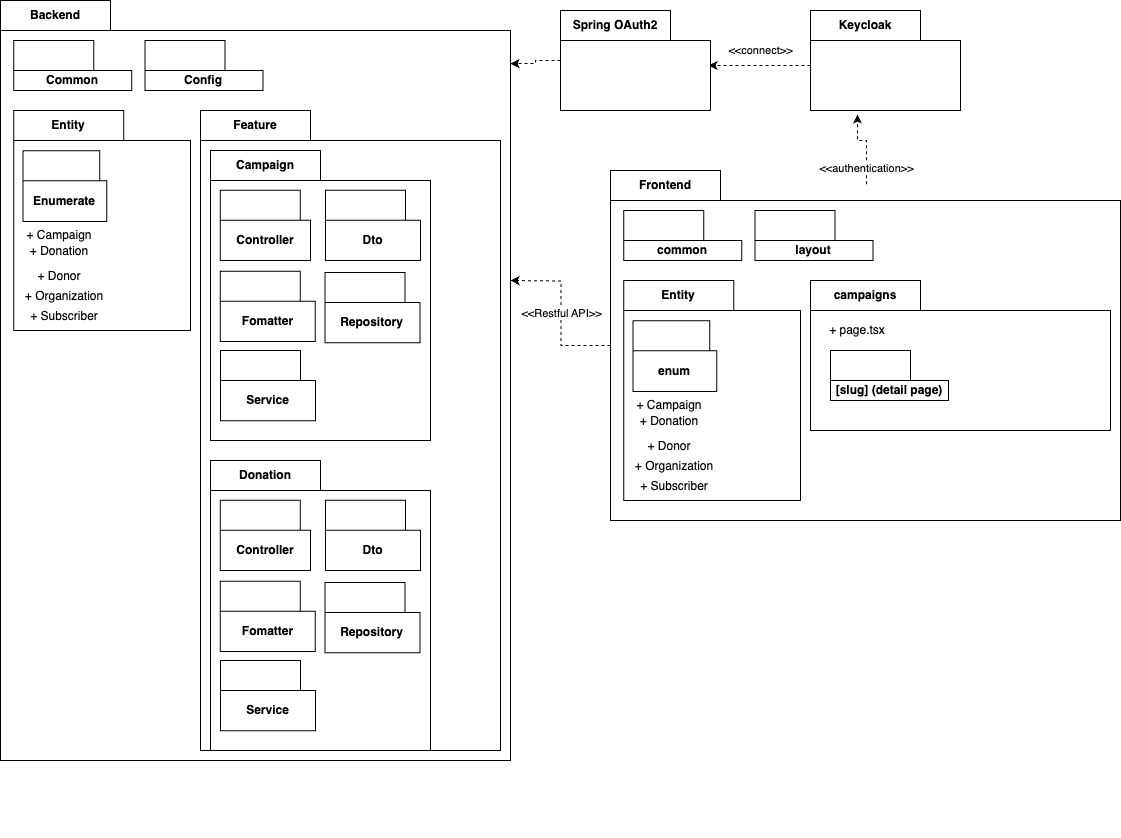 Backend
Common
Config
Entity
Enumerate
+ Campaign
+ Donation
+ Donor
+ Organization
+ Subscriber
Feature
Campaign
Controller
Dto
Fomatter
Repository
Service
Donation
Controller
Dto
Fomatter
Repository
Service
Spring OAuth2
<<connect>>
Keycloak
<<authentication>>
<<Restful API>>
Frontend
common
layout
Entity
enum
+ Campaign
+ Donation
+ Donor
+ Organization
+ Subscriber
campaigns
+ page.tsx
[slug] (detail page)